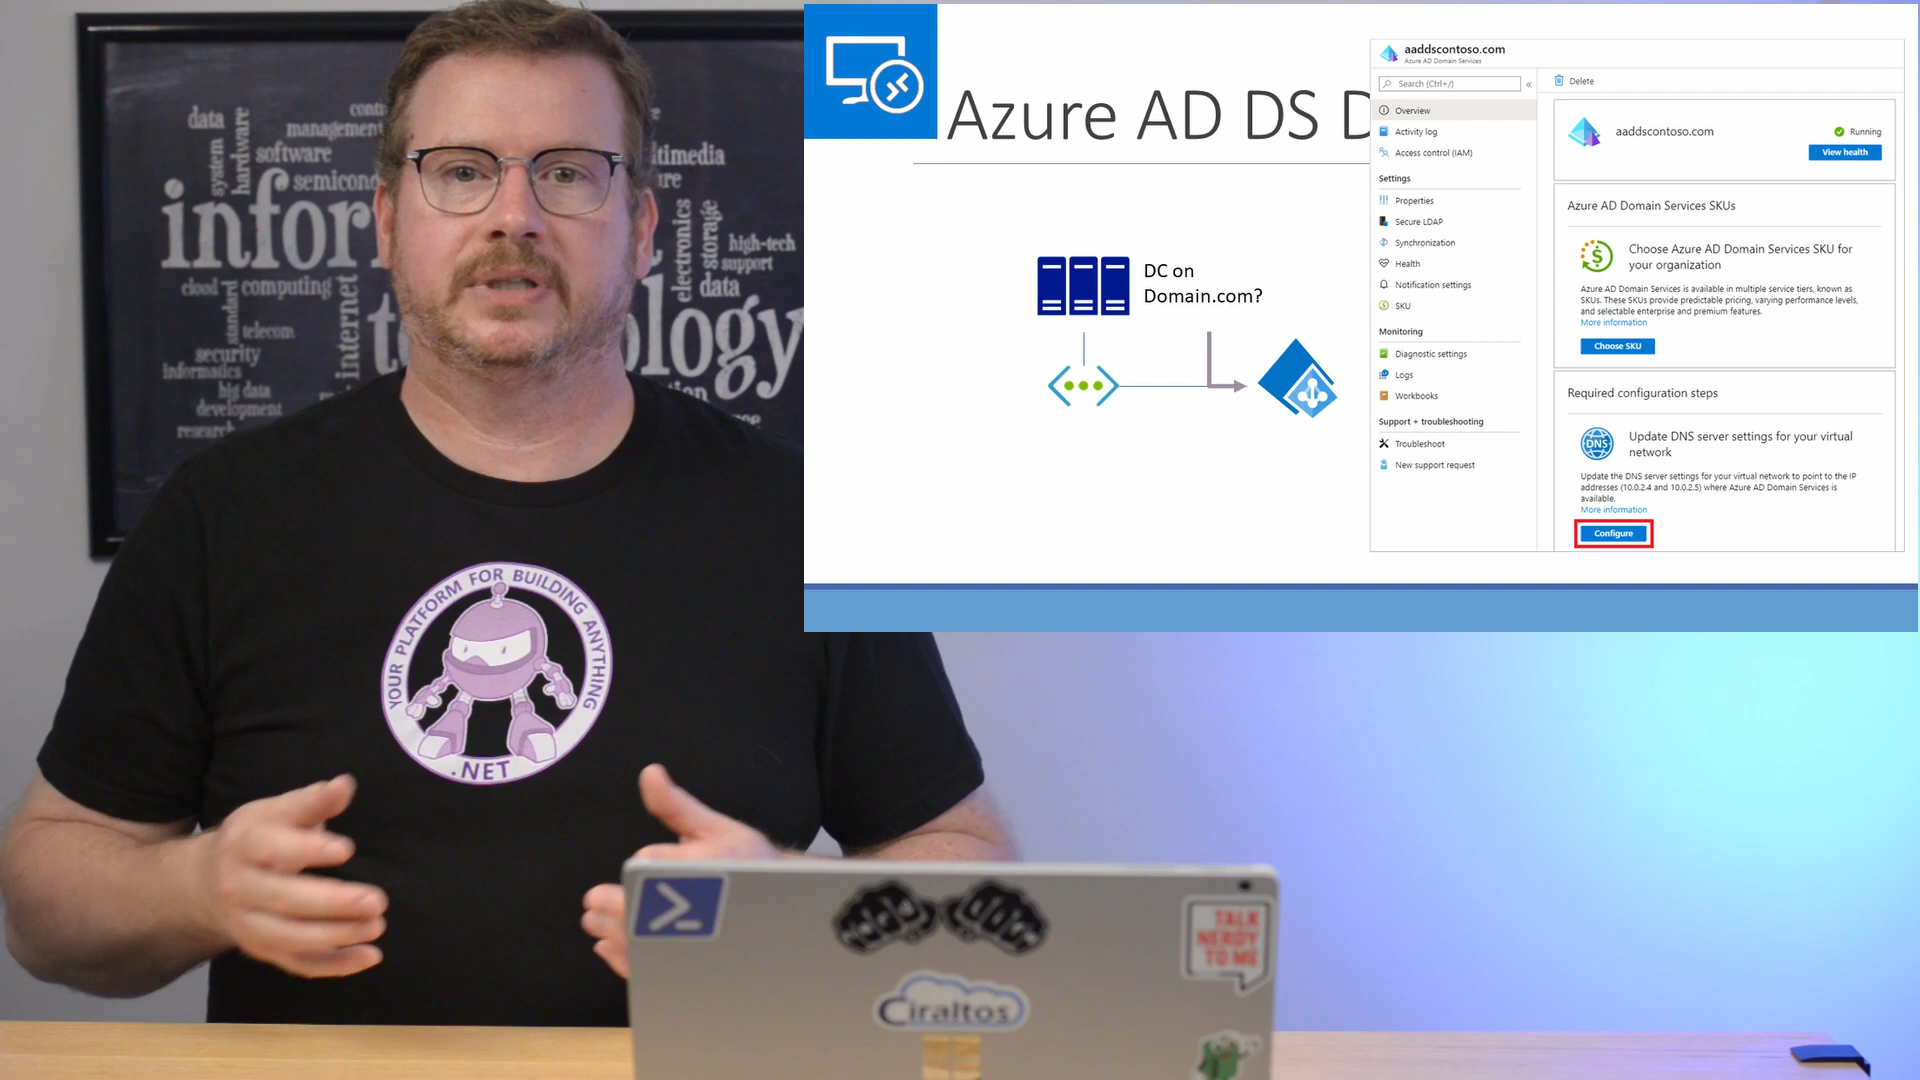 data
system
hardware
management
software
infor
cloud computing
standard
telecom
internet
security
informatics
big data
development
electronics
storage
high-tech
support
data
ology
YOUR PLATFORM FOR BUILDING ANYTHING
.NET
TALK
NERDY
TO ME
Ciraltos
Azure AD DS D
DC on
Domain.com?
aaddscontoso.com
Azure AD Domain Services
Search (Ctrl+/)
«
Overview
Activity log
Access control (IAM)
Settings
Properties
Secure LDAP
Synchronization
Health
Notification settings
SKU
Monitoring
Diagnostic settings
Logs
Workbooks
Support + troubleshooting
Troubleshoot
New support request
Delete
aaddscontoso.com
Running
View health
Azure AD Domain Services SKUs
Choose Azure AD Domain Services SKU for
your organization
Azure AD Domain Services is available in multiple service tiers, known as
SKUs. These SKUs provide predictable pricing, varying performance levels,
and selectable enterprise and premium features.
More information
Choose SKU
Required configuration steps
DNS
Update DNS server settings for your virtual
network
Update the DNS server settings for your virtual network to point to the IP
addresses (10.0.2.4 and 10.0.2.5) where Azure AD Domain Services is
available.
More information
Configure